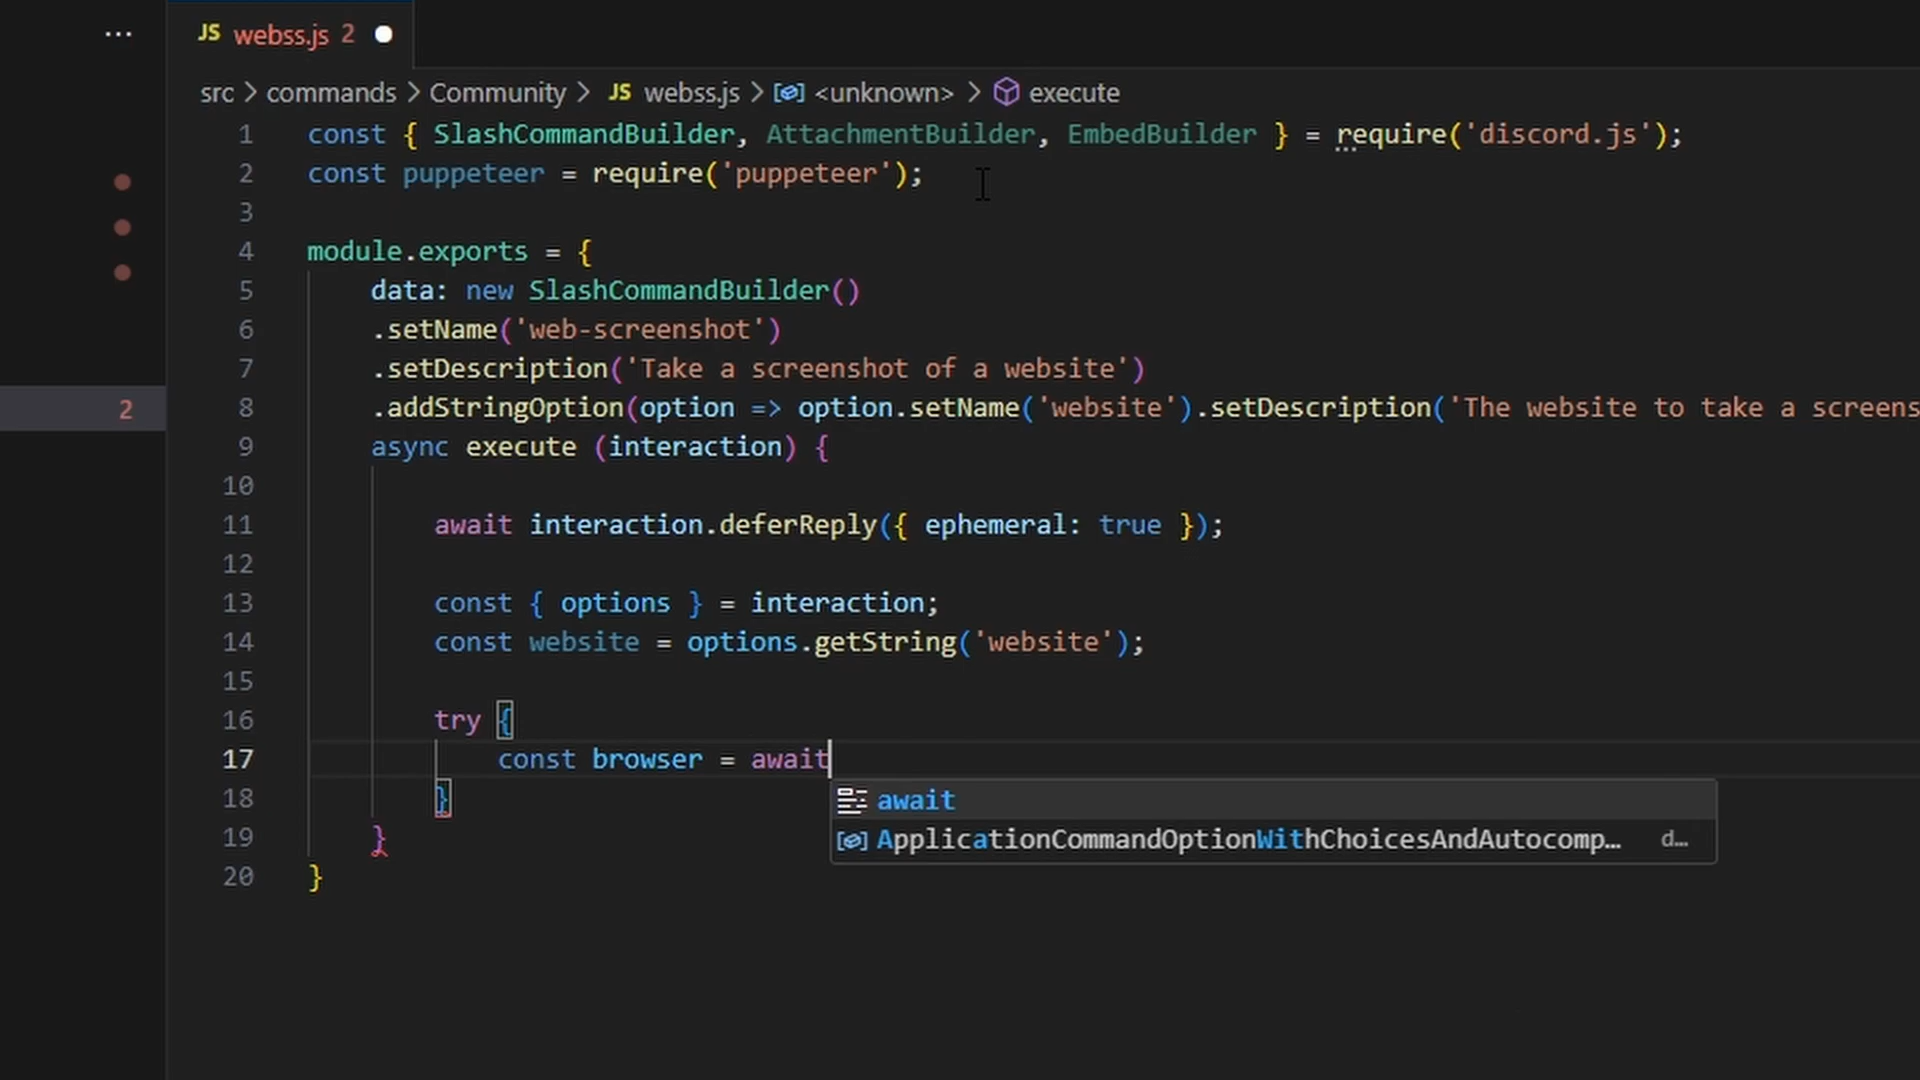 ... JS webss.js 2
src > commands > Community > JS webss.js > <unknown> > execute
1 const { SlashCommandBuilder, AttachmentBuilder, EmbedBuilder } = require('discord.js');
2 const puppeteer = require('puppeteer');
3
4 module.exports = {
5 data: new SlashCommandBuilder()
6 .setName('web-screenshot')
7 .setDescription('Take a screenshot of a website')
8 .addStringOption(option => option.setName('website').setDescription('The website to take a screens
2
9 async execute (interaction) {
10
11 await interaction.deferReply({ ephemeral: true });
12
13 const { options } = interaction;
14 const website = options.getString('website');
15
16 try {
17 const browser = await
18 }
await
19 }
ApplicationCommandOptionWithChoicesAndAutocomp… d…
20 }